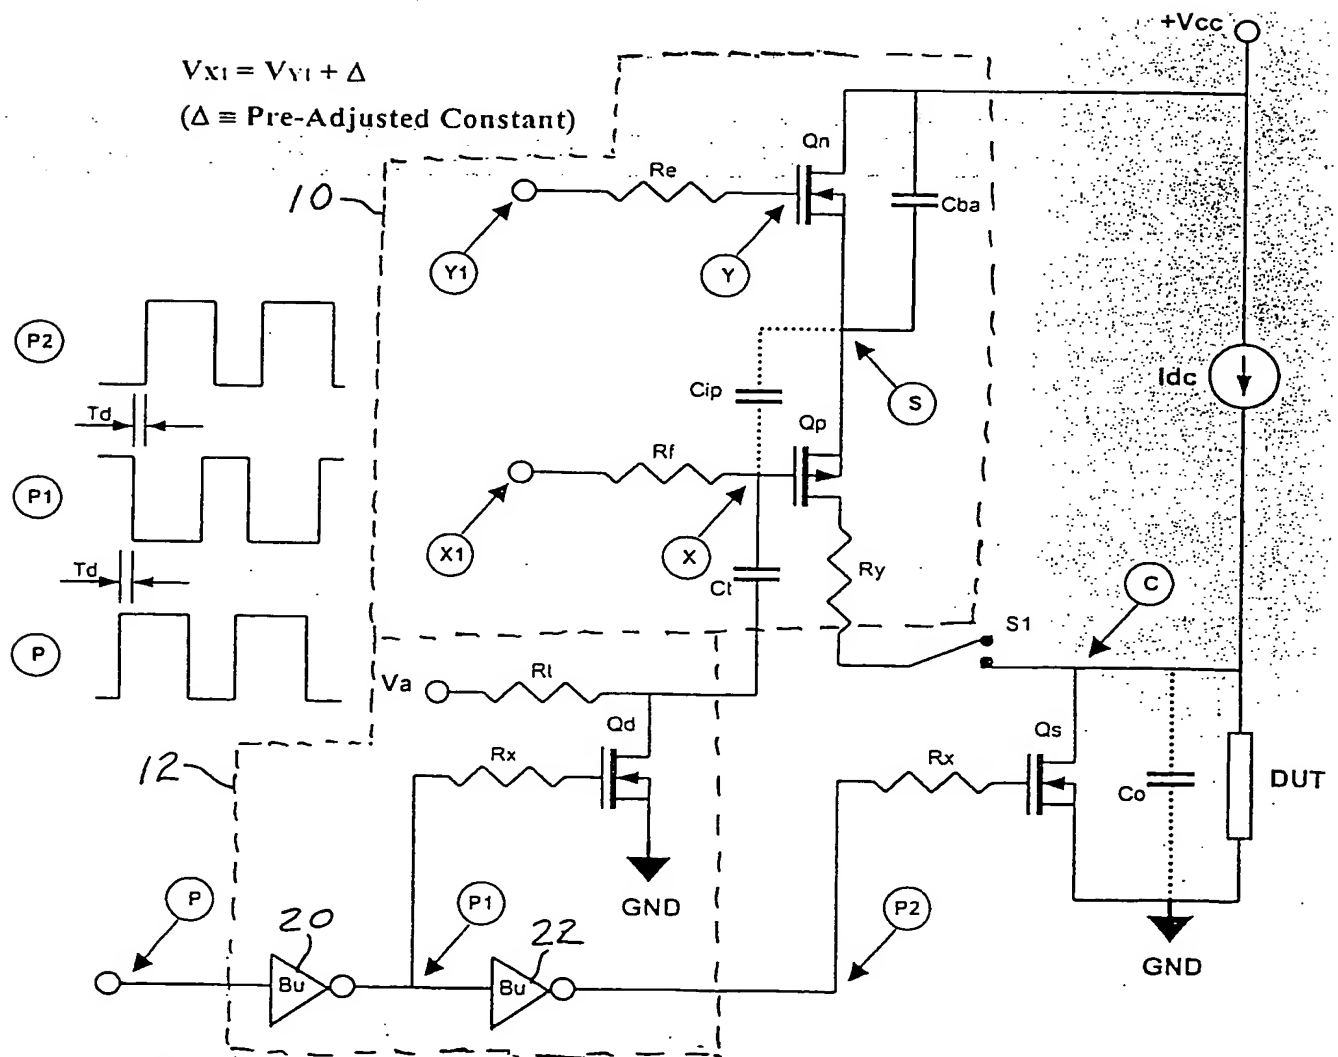 +Vcc
VX1 = VY1 + Δ
(Δ ≡ Pre-Adjusted Constant)
10
Re
Qn
Cba
Y1
Y
P2
Td
Cip
S
Idc
Qp
Rf
P1
X1
X
Td
Ct
Ry
C
S1
P
Va
Rl
Qd
Qs
12
Rx
Rx
Co
DUT
GND
P
20
P1
22
P2
Bu
Bu
GND